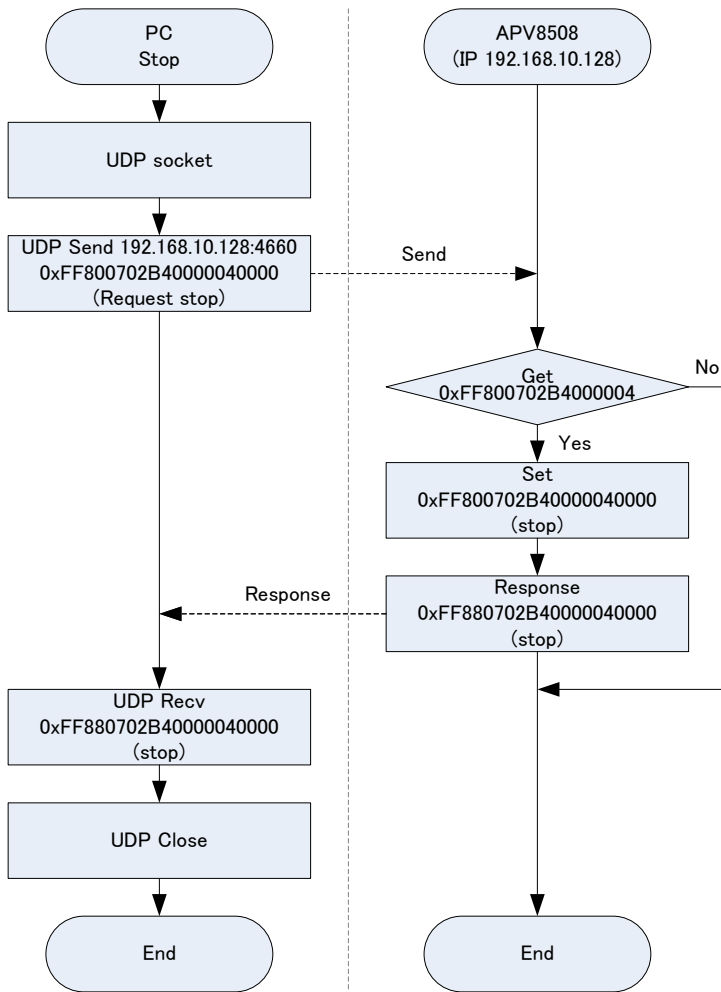 PC
Stop
UDP socket
UDP Send 192.168.10.128:4660
0xFF800702B40000040000
(Request stop)
UDP Recv
0xFF880702B40000040000
(stop)
UDP Close
End
Send
Response
APV8508
(IP 192.168.10.128)
Get
0xFF800702B4000004
No
Yes
Set
0xFF800702B40000040000
(stop)
Response
0xFF880702B40000040000
(stop)
End